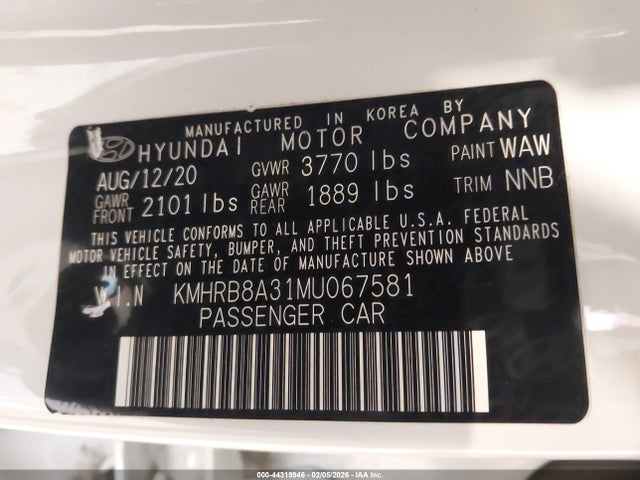 MANUFACTURED IN KOREA BY
HYUNDAI MOTOR COMPANY
AUG/12/20 GVWR 3770 lbs PAINT WAW
GAWR FRONT 2101 lbs GAWR REAR 1889 lbs TRIM NNB
THIS VEHICLE CONFORMS TO ALL APPLICABLE U.S.A. FEDERAL
MOTOR VEHICLE SAFETY, BUMPER, AND THEFT PREVENTION STANDARDS
IN EFFECT ON THE DATE OF MANUFACTURE SHOWN ABOVE
V.I.N KMHRB8A31MU067581
PASSENGER CAR
000-44319946 - 02/05/2026 - IAA Inc.